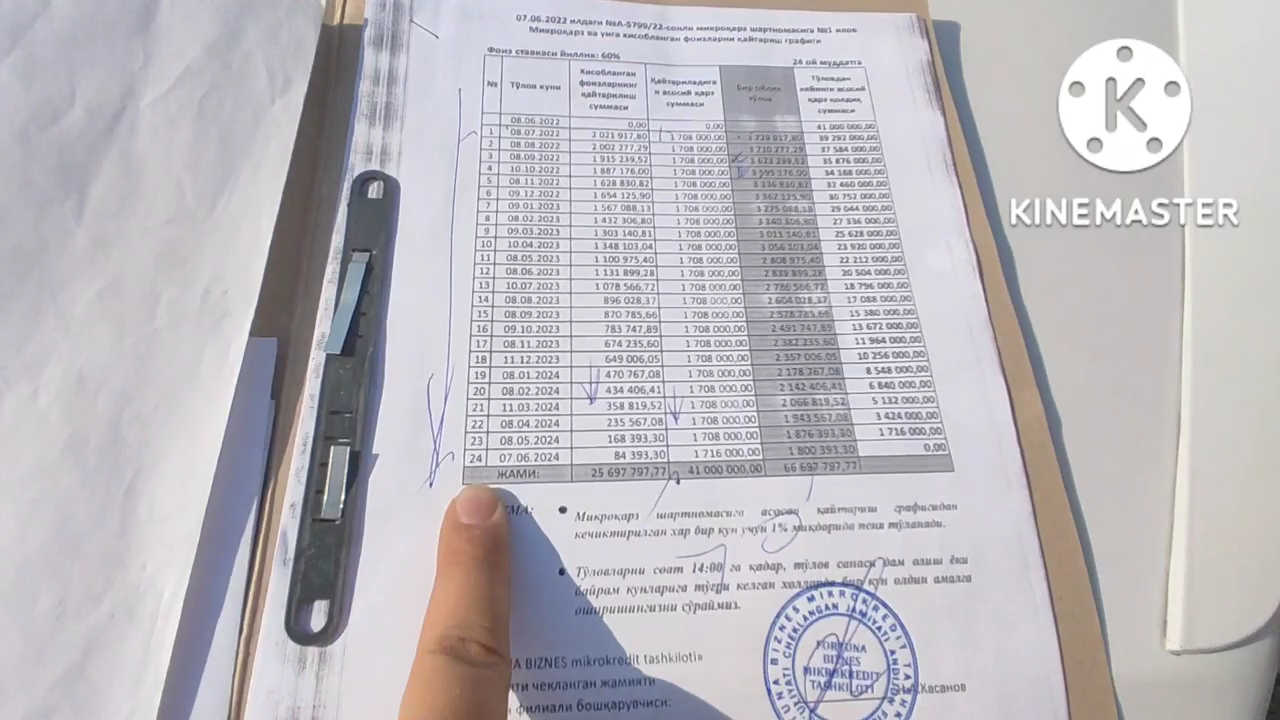 07.06.2022 илдаги №А-5799/22-сонли микроқарз шартномасига №1 илова
Микроқарз ва унга хисобланган фоизларни қайтариш графиги
Фоиз ставкаси йиллик: 60%
24 ой муддатга
№ Тўлов куни Хисобланган фоизларнинг қайтарилиш суммаси Қайтариладиган асосий қарз суммаси Бир ойлик тўлов Тўловдан кейинги асосий қарз қолдиқ суммаси
08.06.2022 0,00 0,00 41 000 000,00
1 08.07.2022 2 021 917,80 1 708 000,00 3 729 917,80 39 292 000,00
2 08.08.2022 2 002 277,29 1 708 000,00 3 710 277,29 37 584 000,00
3 08.09.2022 1 915 239,52 1 708 000,00 3 623 239,52 35 876 000,00
4 10.10.2022 1 887 176,00 1 708 000,00 3 595 176,00 34 168 000,00
5 08.11.2022 1 628 830,82 1 708 000,00 3 336 830,82 32 460 000,00
6 09.12.2022 1 654 125,90 1 708 000,00 3 362 125,90 30 752 000,00
7 09.01.2023 1 567 088,13 1 708 000,00 3 275 088,13 29 044 000,00
8 08.02.2023 1 432 306,80 1 708 000,00 3 140 306,80 27 336 000,00
9 09.03.2023 1 303 140,81 1 708 000,00 3 011 140,81 25 628 000,00
10 10.04.2023 1 348 103,04 1 708 000,00 3 056 103,04 23 920 000,00
11 08.05.2023 1 100 975,40 1 708 000,00 2 808 975,40 22 212 000,00
12 08.06.2023 1 131 899,28 1 708 000,00 2 839 899,28 20 504 000,00
13 10.07.2023 1 078 566,72 1 708 000,00 2 786 566,72 18 796 000,00
14 08.08.2023 896 028,37 1 708 000,00 2 604 028,37 17 088 000,00
15 08.09.2023 870 785,66 1 708 000,00 2 578 785,66 15 380 000,00
16 09.10.2023 783 747,89 1 708 000,00 2 491 747,89 13 672 000,00
17 08.11.2023 674 235,60 1 708 000,00 2 382 235,60 11 964 000,00
18 11.12.2023 649 006,05 1 708 000,00 2 357 006,05 10 256 000,00
19 08.01.2024 470 767,08 1 708 000,00 2 178 767,08 8 548 000,00
20 08.02.2024 434 406,41 1 708 000,00 2 142 406,41 6 840 000,00
21 11.03.2024 358 819,52 1 708 000,00 2 066 819,52 5 132 000,00
22 08.04.2024 235 567,08 1 708 000,00 1 943 567,08 3 424 000,00
23 08.05.2024 168 393,30 1 708 000,00 1 876 393,30 1 716 000,00
24 07.06.2024 84 393,30 1 716 000,00 1 800 393,30 0,00
ЖАМИ: 25 697 797,77 41 000 000,00 66 697 797,77
• Микроқарз шартномасига асосан қайтариш графисидан
кечиктирилган хар бир кун учун 1% миқдорида пеня тўланади.
• Тўловларни соат 14:00 га қадар, тўлов санаси дам олиш ёки
байрам кунларига тўғри келган холларда бир кун олдин амалга
оширишингизни сўраймиз.
BIZNES mikrokredit tashkiloti»
чекланган жамияти
филиали бошқарувчиси:
Н.А.Хасанов
FORTUNA
BIZNES
MIKROKREDIT
TASHKILOTI
K
KINEMASTER